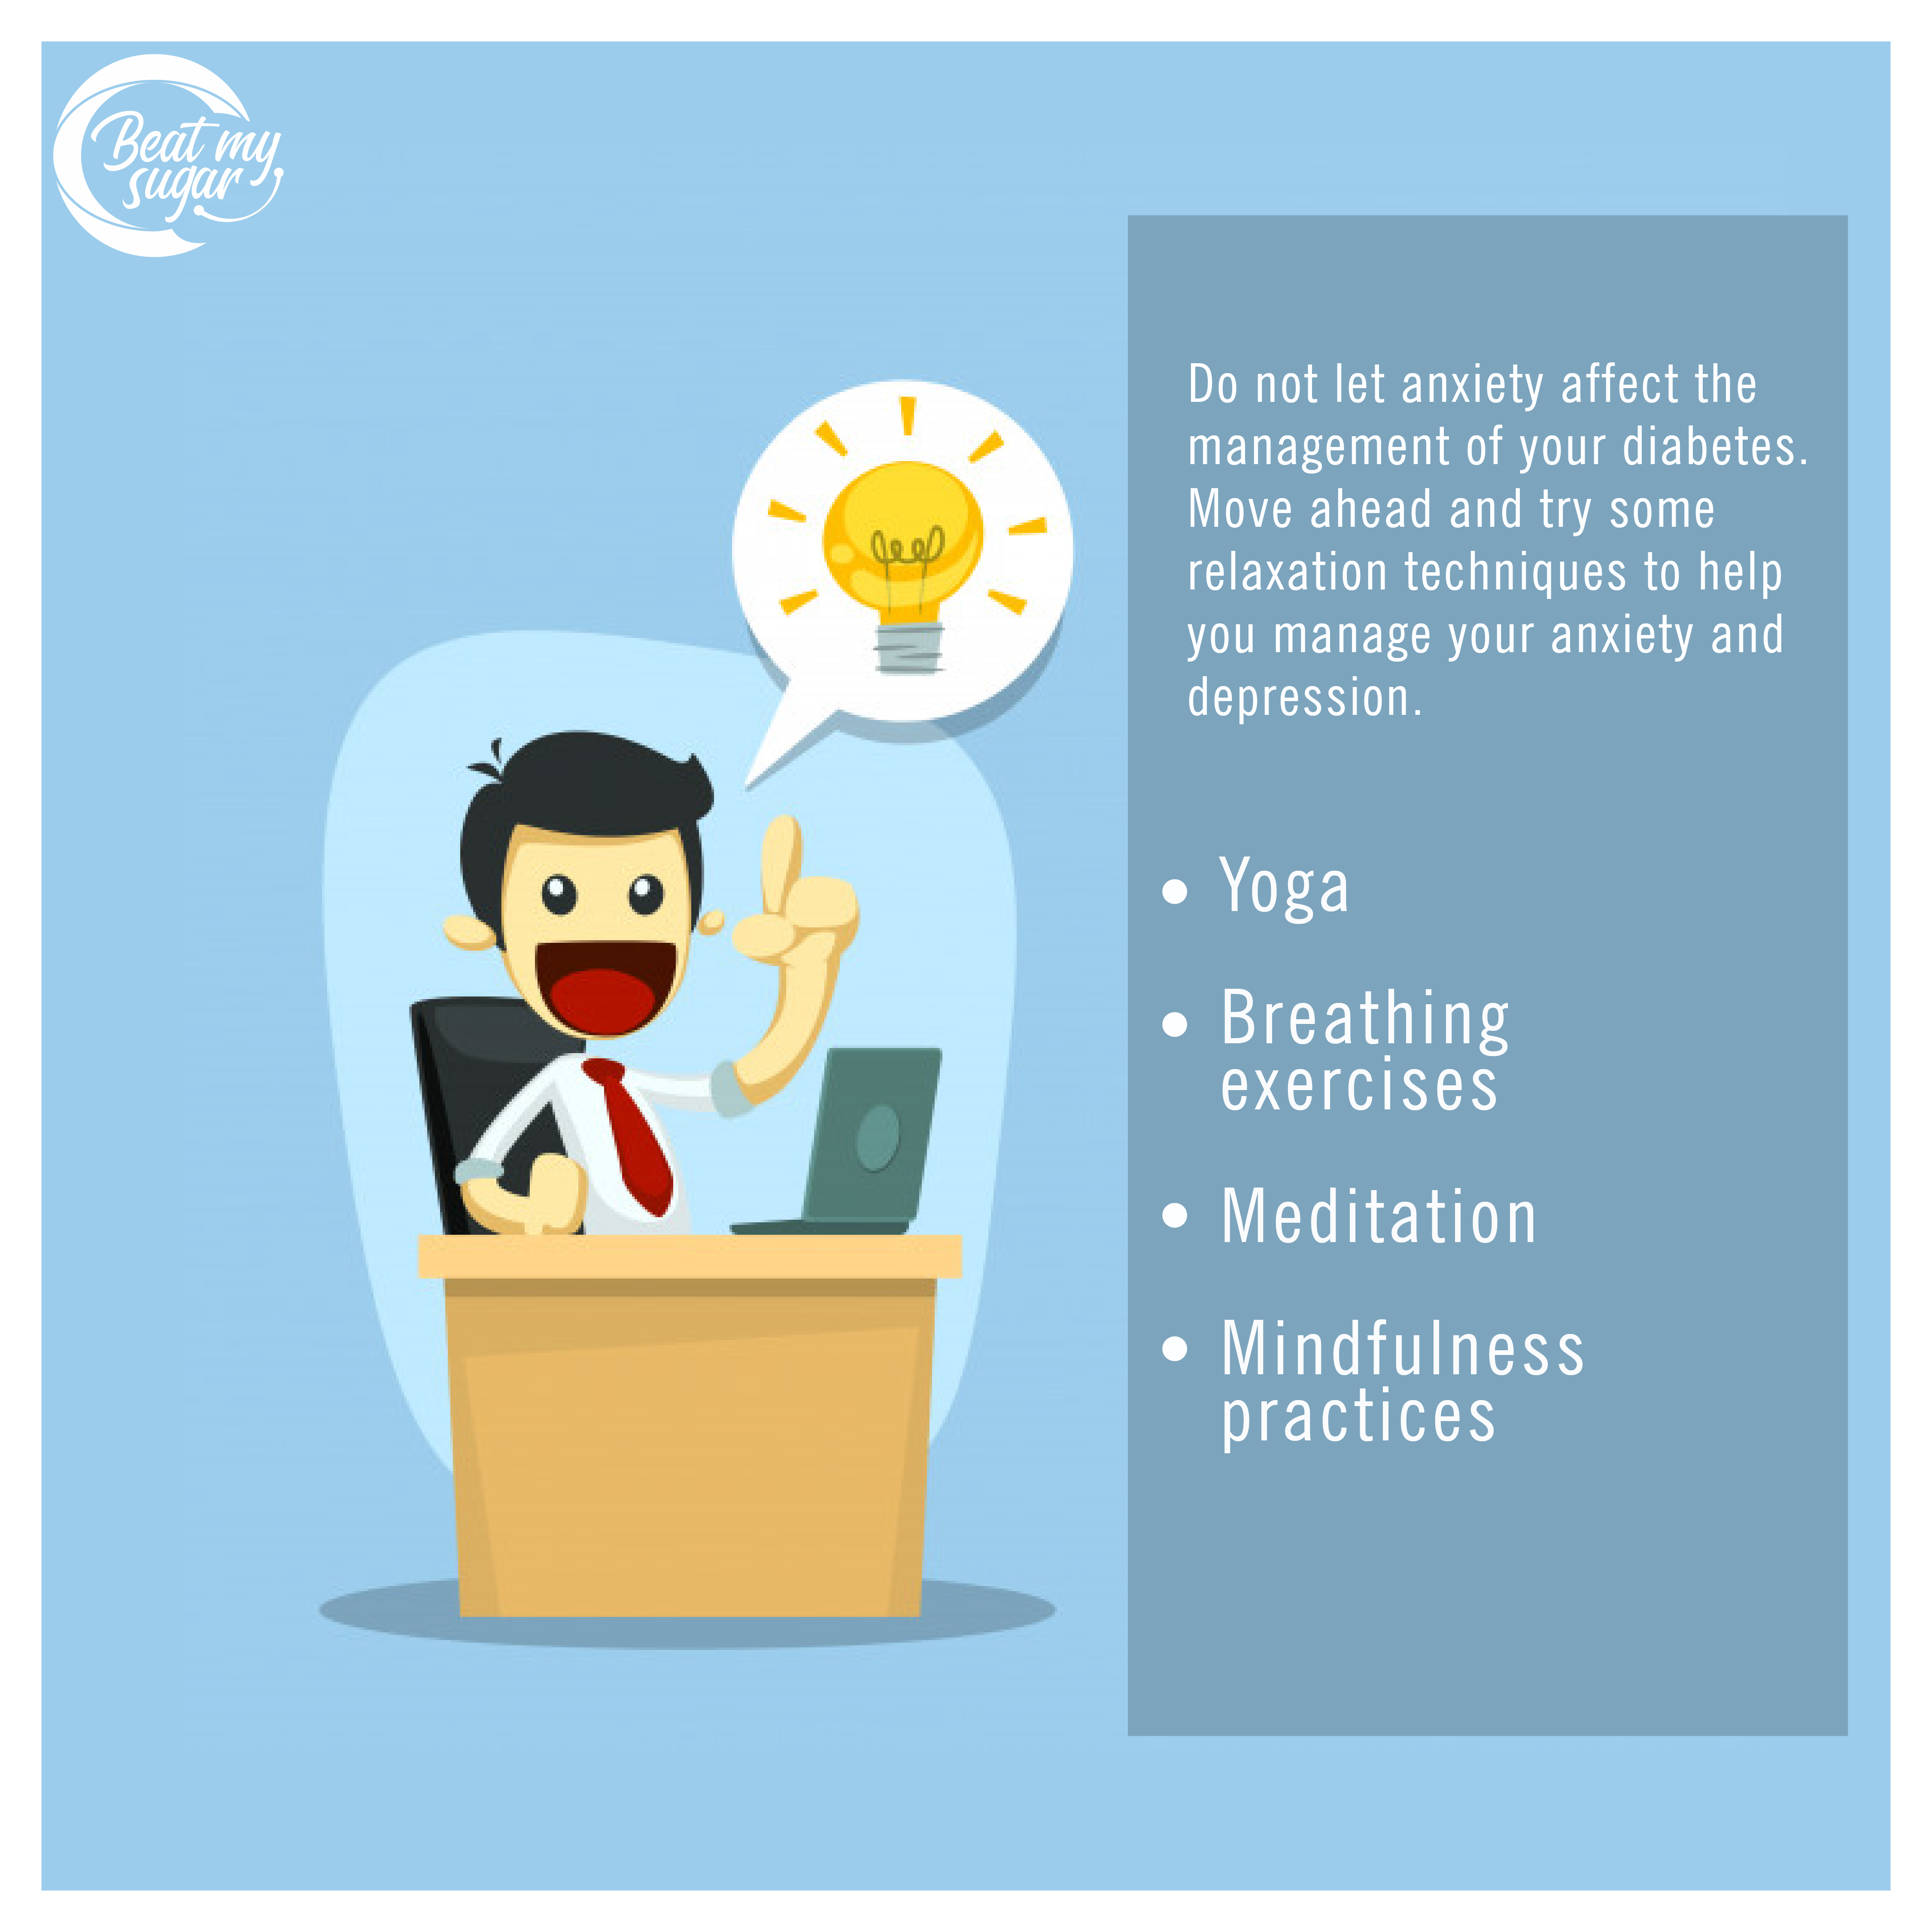 Beat my
sugar
Do not let anxiety affect the
management of your diabetes.
Move ahead and try some
relaxation techniques to help
you manage your anxiety and
depression.
• Yoga
• Breathing
exercises
• Meditation
• Mindfulness
practices